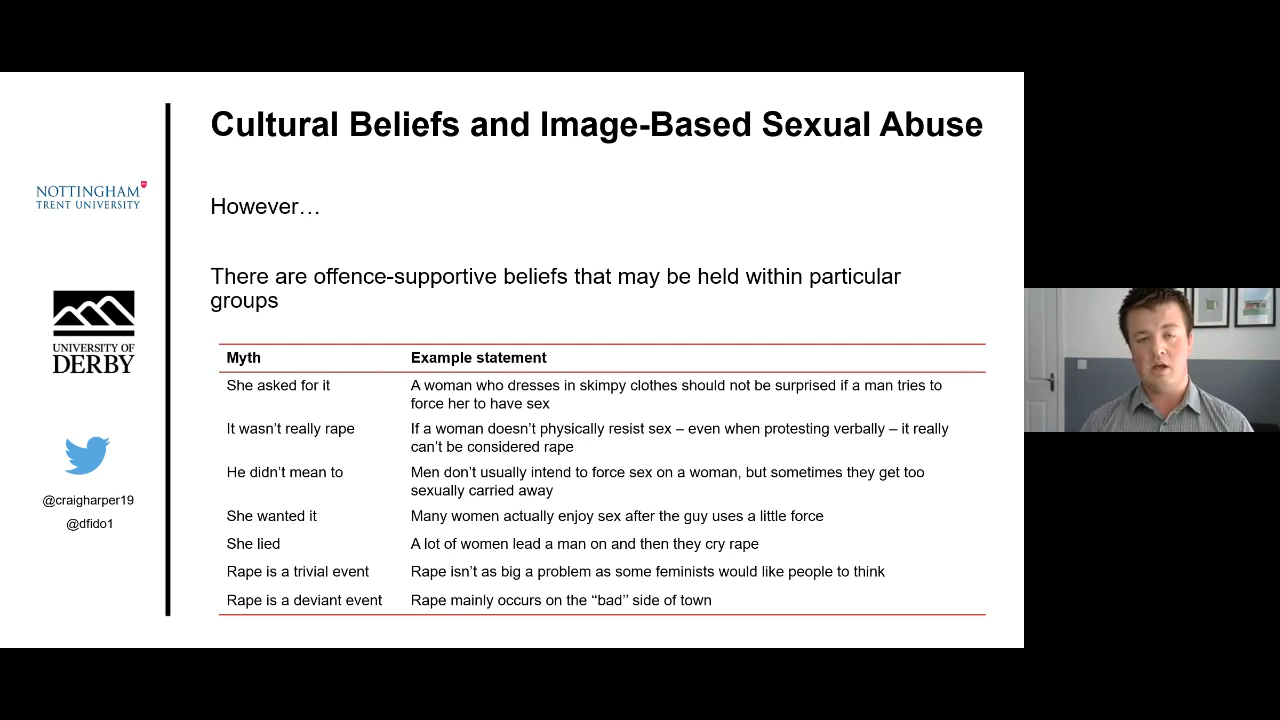 Cultural Beliefs and Image-Based Sexual Abuse
NOTTINGHAM
TRENT UNIVERSITY
However…
There are offence-supportive beliefs that may be held within particular
groups
UNIVERSITY OF
DERBY
Myth Example statement
She asked for it A woman who dresses in skimpy clothes should not be surprised if a man tries to
force her to have sex
It wasn’t really rape If a woman doesn’t physically resist sex – even when protesting verbally – it really
can’t be considered rape
He didn’t mean to Men don’t usually intend to force sex on a woman, but sometimes they get too
sexually carried away
She wanted it Many women actually enjoy sex after the guy uses a little force
She lied A lot of women lead a man on and then they cry rape
Rape is a trivial event Rape isn’t as big a problem as some feminists would like people to think
Rape is a deviant event Rape mainly occurs on the “bad” side of town
@craigharper19
@dfido1